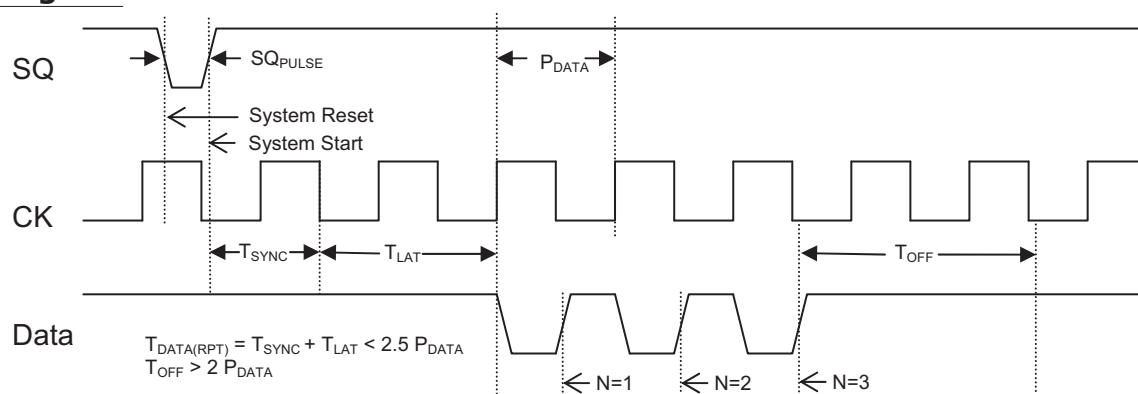 SQ
SQPULSE
PDATA
System Reset
System Start
CK
TSYNC
TLAT
TOFF
Data
TDATA(RPT) = TSYNC + TLAT < 2.5 PDATA
TOFF > 2 PDATA
N=1
N=2
N=3